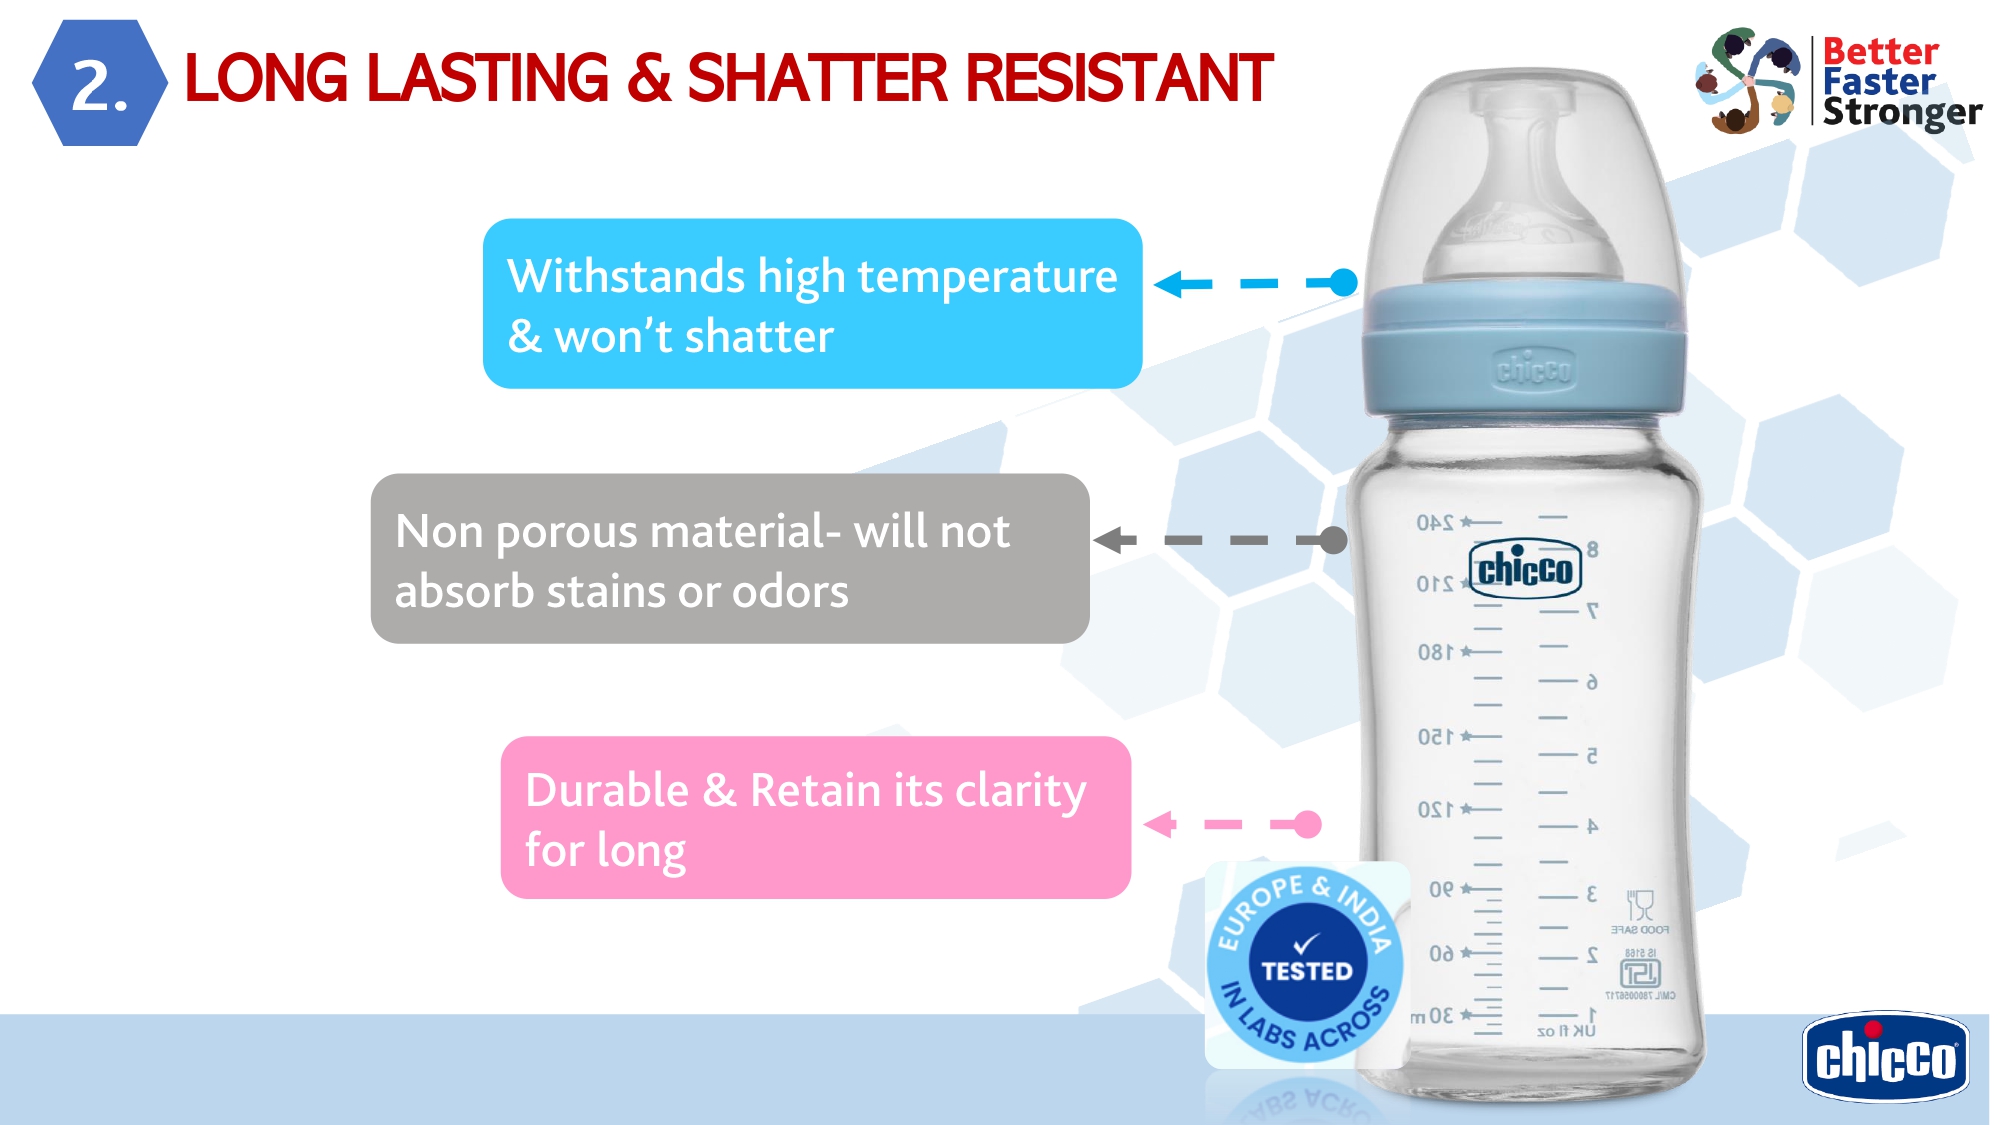 2.
LONG LASTING & SHATTER RESISTANT
Better
Faster
Stronger
Withstands high temperature
& won’t shatter
Non porous material- will not
absorb stains or odors
Durable & Retain its clarity
for long
chicco
chicco
240
8
210
7
180
6
150
5
120
4
90
3
FOOD SAFE
60
2
IS 5168
30 m
1
UK fl oz
EUROPE & INDIA
TESTED
IN LABS ACROSS
chicco